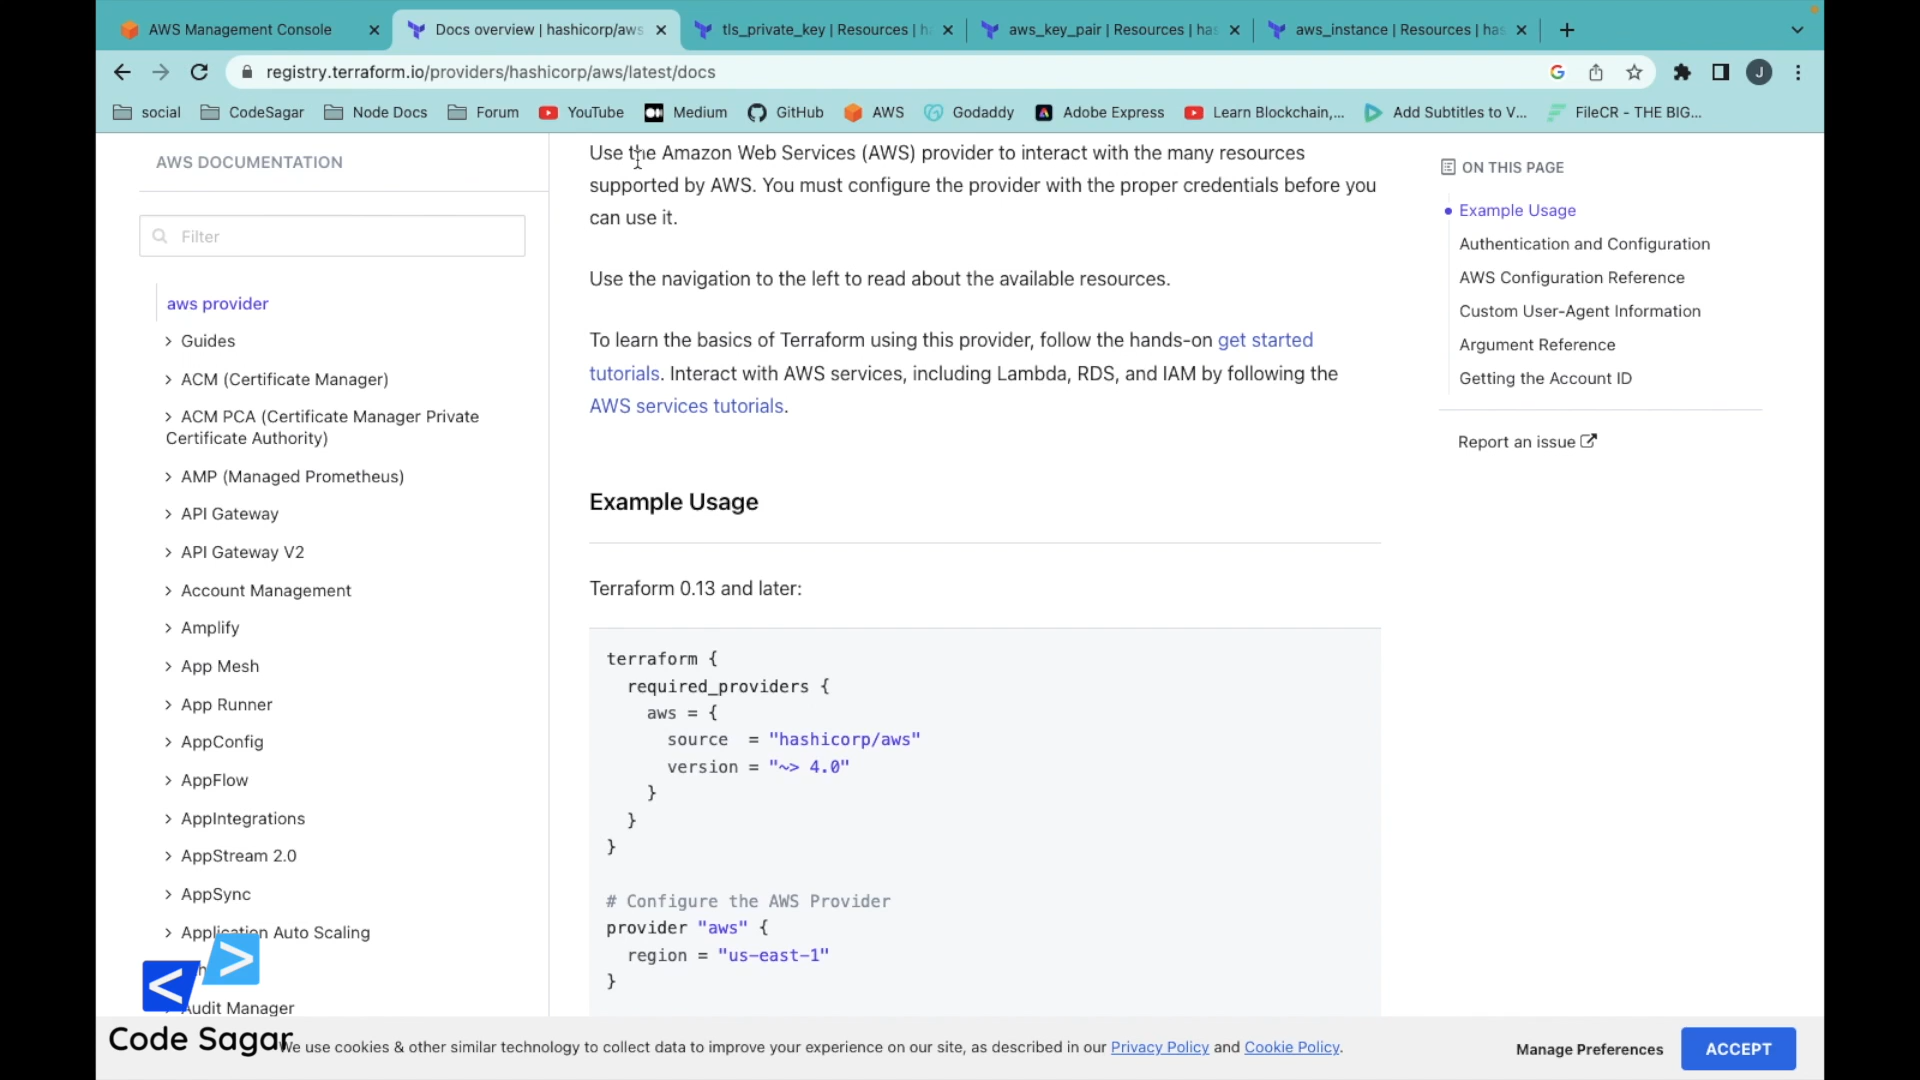 AWS Management Console
Docs overview | hashicorp/aws
tls_private_key | Resources | h
aws_key_pair | Resources | has
aws_instance | Resources | has
registry.terraform.io/providers/hashicorp/aws/latest/docs
J
social
CodeSagar
Node Docs
Forum
YouTube
Medium
GitHub
AWS
Godaddy
Adobe Express
Learn Blockchain,...
Add Subtitles to V...
FileCR - THE BIG...
AWS DOCUMENTATION
Filter
aws provider
Guides
ACM (Certificate Manager)
ACM PCA (Certificate Manager Private
Certificate Authority)
AMP (Managed Prometheus)
API Gateway
API Gateway V2
Account Management
Amplify
App Mesh
App Runner
AppConfig
AppFlow
AppIntegrations
AppStream 2.0
AppSync
Application Auto Scaling
Audit Manager
Use the Amazon Web Services (AWS) provider to interact with the many resources
supported by AWS. You must configure the provider with the proper credentials before you
can use it.
Use the navigation to the left to read about the available resources.
To learn the basics of Terraform using this provider, follow the hands-on get started
tutorials. Interact with AWS services, including Lambda, RDS, and IAM by following the
AWS services tutorials.
Example Usage
Terraform 0.13 and later:
terraform {
  required_providers {
    aws = {
      source  = "hashicorp/aws"
      version = "~> 4.0"
    }
  }
}
# Configure the AWS Provider
provider "aws" {
  region = "us-east-1"
}
ON THIS PAGE
Example Usage
Authentication and Configuration
AWS Configuration Reference
Custom User-Agent Information
Argument Reference
Getting the Account ID
Report an issue
Code Sagar
We use cookies & other similar technology to collect data to improve your experience on our site, as described in our Privacy Policy and Cookie Policy.
Manage Preferences
ACCEPT